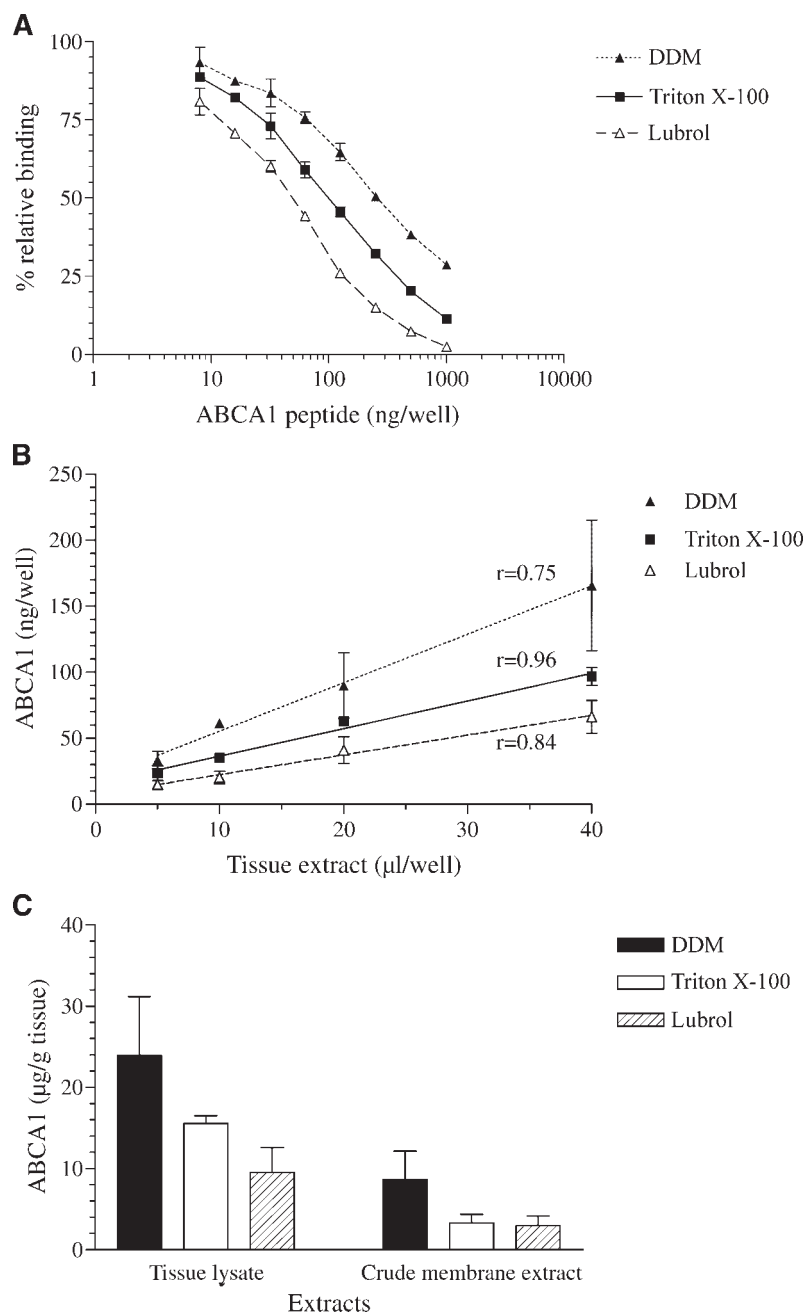 A
100
75
50
25
0
% relative binding
1
10
100
1000
10000
ABCA1 peptide (ng/well)
DDM
Triton X-100
Lubrol
B
250
200
150
100
50
0
ABCA1 (ng/well)
r=0.75
r=0.96
r=0.84
0
10
20
30
40
Tissue extract (µl/well)
DDM
Triton X-100
Lubrol
C
40
30
20
10
0
ABCA1 (µg/g tissue)
Tissue lysate
Crude membrane extract
Extracts
DDM
Triton X-100
Lubrol